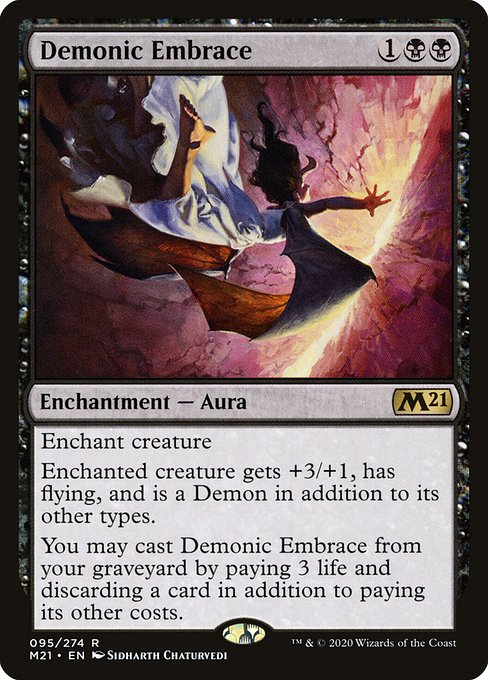 Demonic Embrace 1
Enchantment — Aura M21
Enchant creature
Enchanted creature gets +3/+1, has
flying, and is a Demon in addition to its
other types.
You may cast Demonic Embrace from
your graveyard by paying 3 life and
discarding a card in addition to paying
its other costs.
095/274 R
M21 • EN SIDHARTH CHATURVEDI
™ & © 2020 Wizards of the Coast